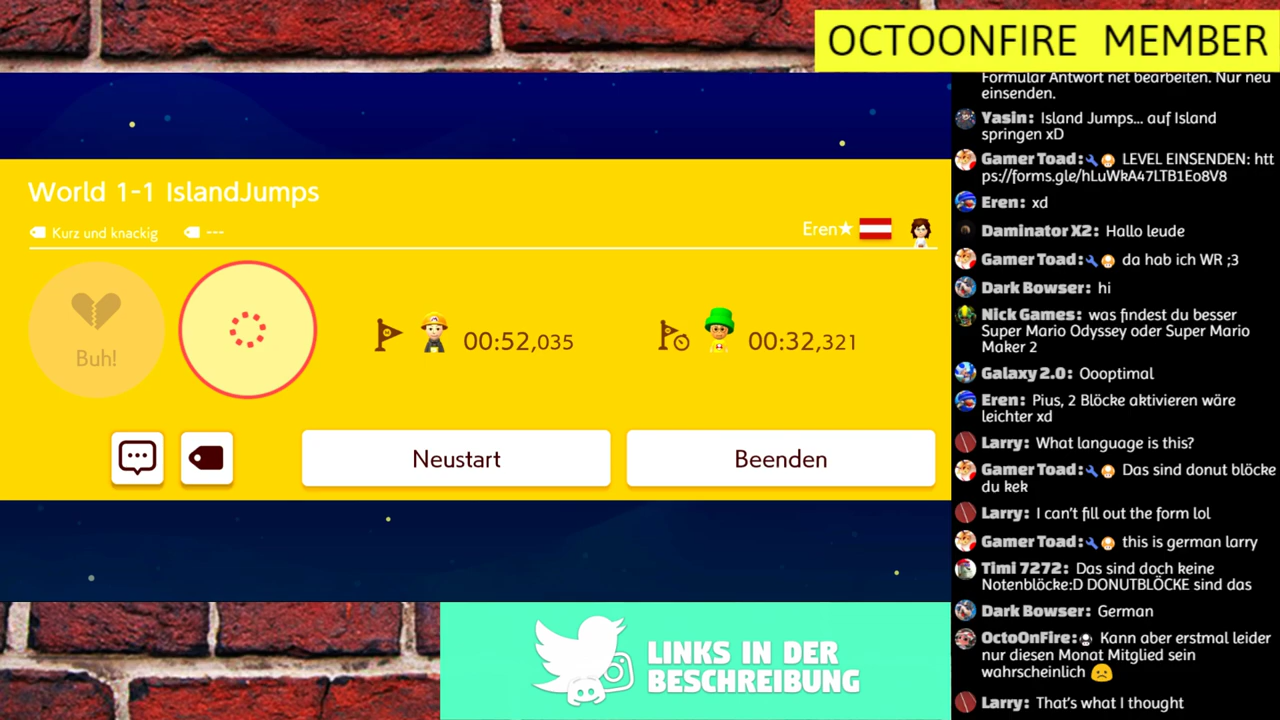 OCTOONFIRE MEMBER
World 1-1 IslandJumps
Kurz und knackig
---
Eren★
Buh!
00:52,035
00:32,321
Neustart
Beenden
LINKS IN DER
BESCHREIBUNG
Formular Antwort net bearbeiten. Nur neu
einsenden.
Yasin: Island Jumps... auf Island
springen xD
Gamer Toad: LEVEL EINSENDEN: htt
ps://forms.gle/hLuWkA47LTB1Eo8V8
Eren: xd
Daminator X2: Hallo leude
Gamer Toad: da hab ich WR ;3
Dark Bowser: hi
Nick Games: was findest du besser
Super Mario Odyssey oder Super Mario
Maker 2
Galaxy 2.0: Oooptimal
Eren: Pius, 2 Blöcke aktivieren wäre
leichter xd
Larry: What language is this?
Gamer Toad: Das sind donut blöcke
du kek
Larry: I can't fill out the form lol
Gamer Toad: this is german larry
Timi 7272: Das sind doch keine
Notenblöcke:D DONUTBLÖCKE sind das
Dark Bowser: German
OctoOnFire: Kann aber erstmal leider
nur diesen Monat Mitglied sein
wahrscheinlich
Larry: That's what I thought